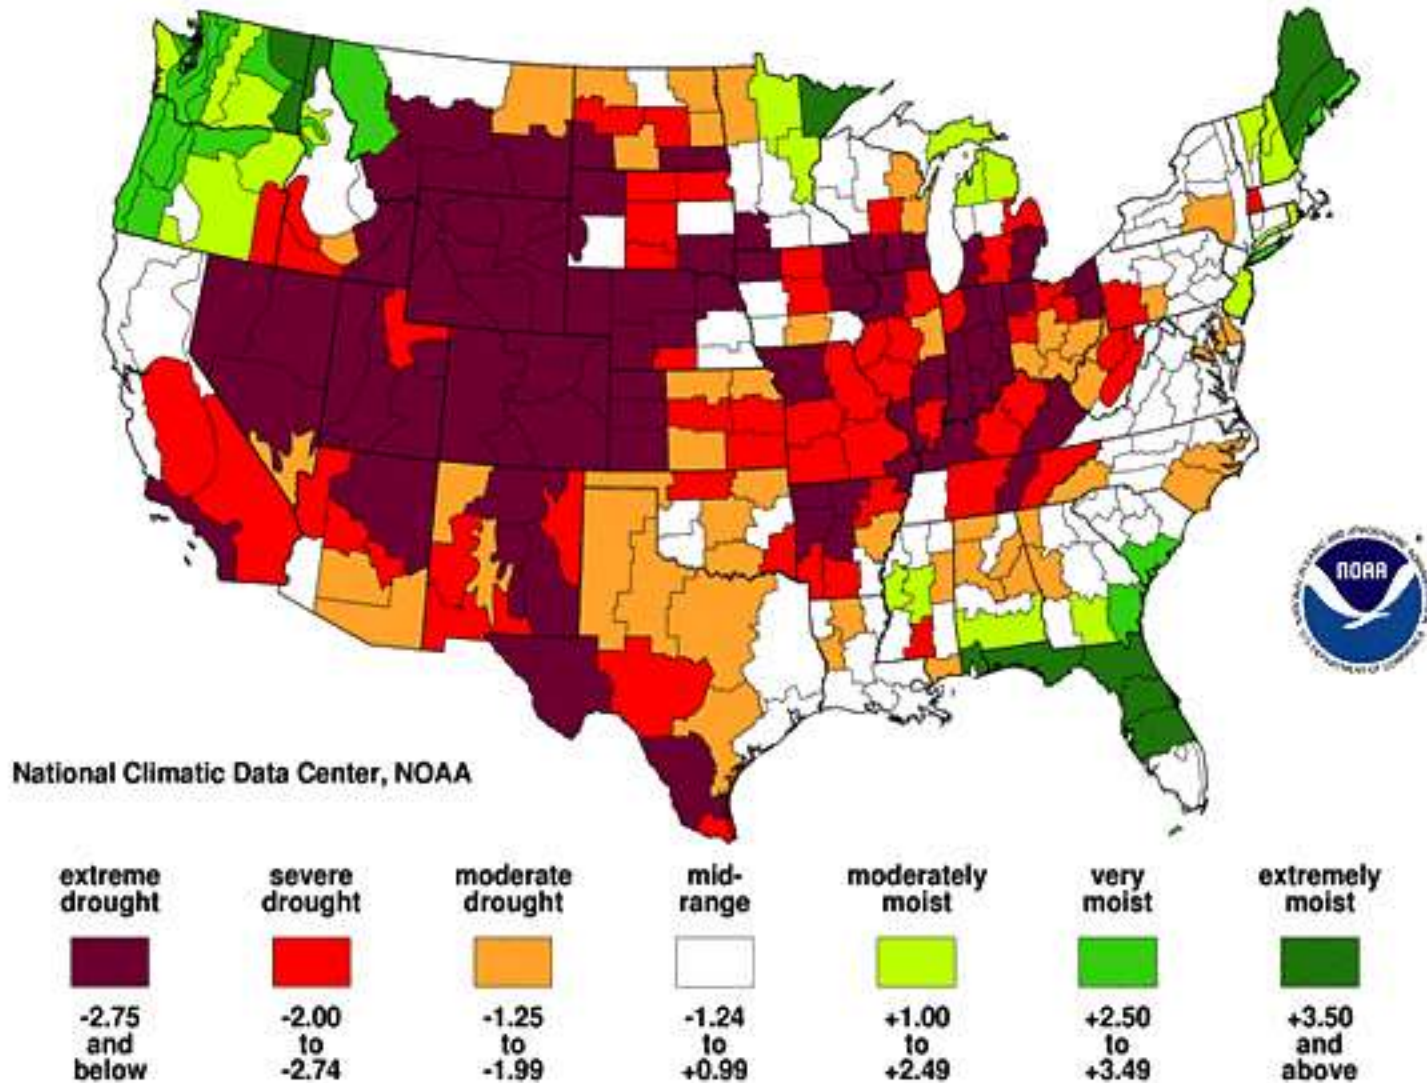 NOAA
National Climatic Data Center, NOAA
extreme
drought
severe
drought
moderate
drought
mid-
range
moderately
moist
very
moist
extremely
moist
-2.75
and
below
-2.00
to
-2.74
-1.25
to
-1.99
-1.24
to
+0.99
+1.00
to
+2.49
+2.50
to
+3.49
+3.50
and
above